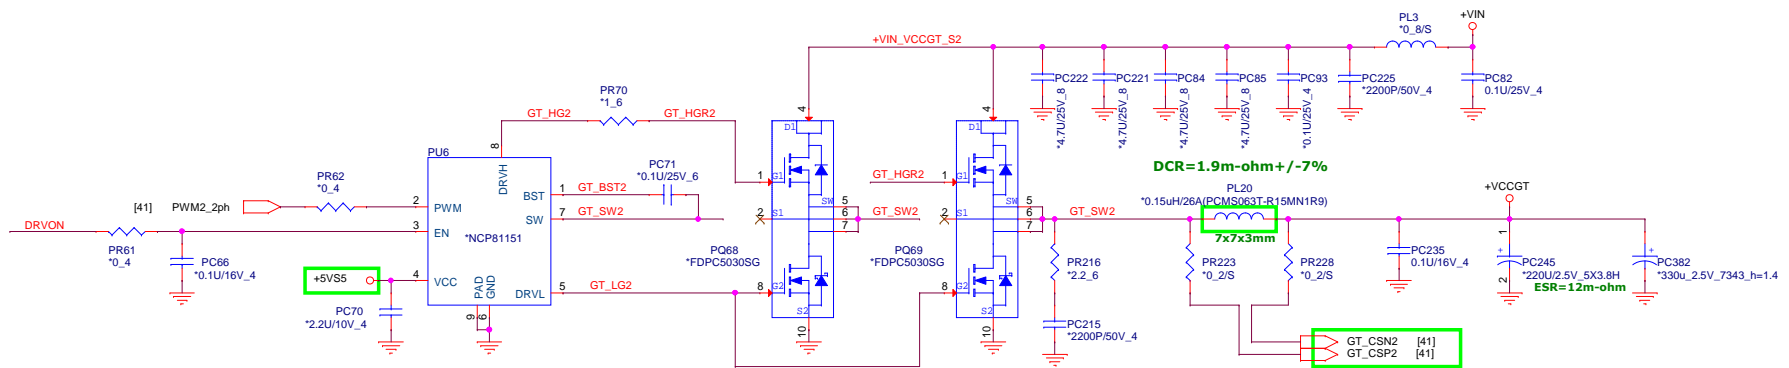 +VIN
PL3
*0_8/S
+VIN_VCCGT_S2
PC222
*4.7U/25V_8
PC221
*4.7U/25V_8
PC84
*4.7U/25V_8
PC85
*4.7U/25V_8
PC93
*0.1U/25V_4
PC225
*2200P/50V_4
PC82
0.1U/25V_4
PR70
*1_6
GT_HG2
GT_HGR2
4
D1
4
D1
8
PU6
DRVH
DCR=1.9m-ohm+/-7%
PR62
*0_4
PC71
*0.1U/25V_6
1
G1
GT_HGR2
1
G1
PL20
*0.15uH/26A(PCMS063T-R15MN1R9)
+VCCGT
[41]
PWM2_2ph
2
PWM
BST
1
GT_BST2
SW
7
GT_SW2
2
S1
SW
5
6
7
GT_SW2
2
S1
SW
5
6
7
GT_SW2
7x7x3mm
DRVON
PR61
*0_4
3
EN
*NCP81151
PC66
*0.1U/16V_4
PQ68
*FDPC5030SG
PQ69
*FDPC5030SG
PR216
*2.2_6
PR223
*0_2/S
PR228
*0_2/S
PC235
0.1U/16V_4
1
+
PC245
*220U/2.5V_5X3.8H
2
ESR=12m-ohm
+
PC382
*330u_2.5V_7343_h=1.4
+5VS5
4
VCC
PAD
GND
9
6
DRVL
5
GT_LG2
8
G2
S2
10
8
G2
S2
10
PC70
*2.2U/10V_4
PC215
*2200P/50V_4
GT_CSN2
[41]
GT_CSP2
[41]